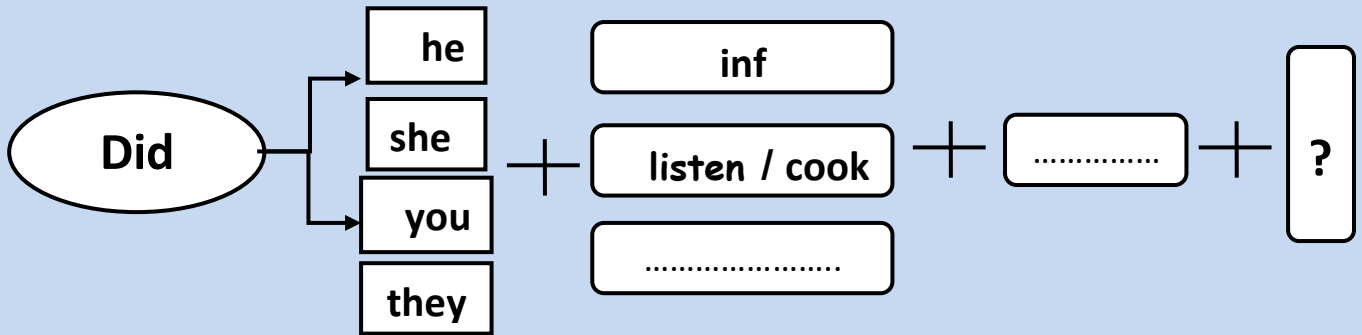 Did
he
she
you
they
+
inf
listen / cook
…………………..
+
……………
+
?